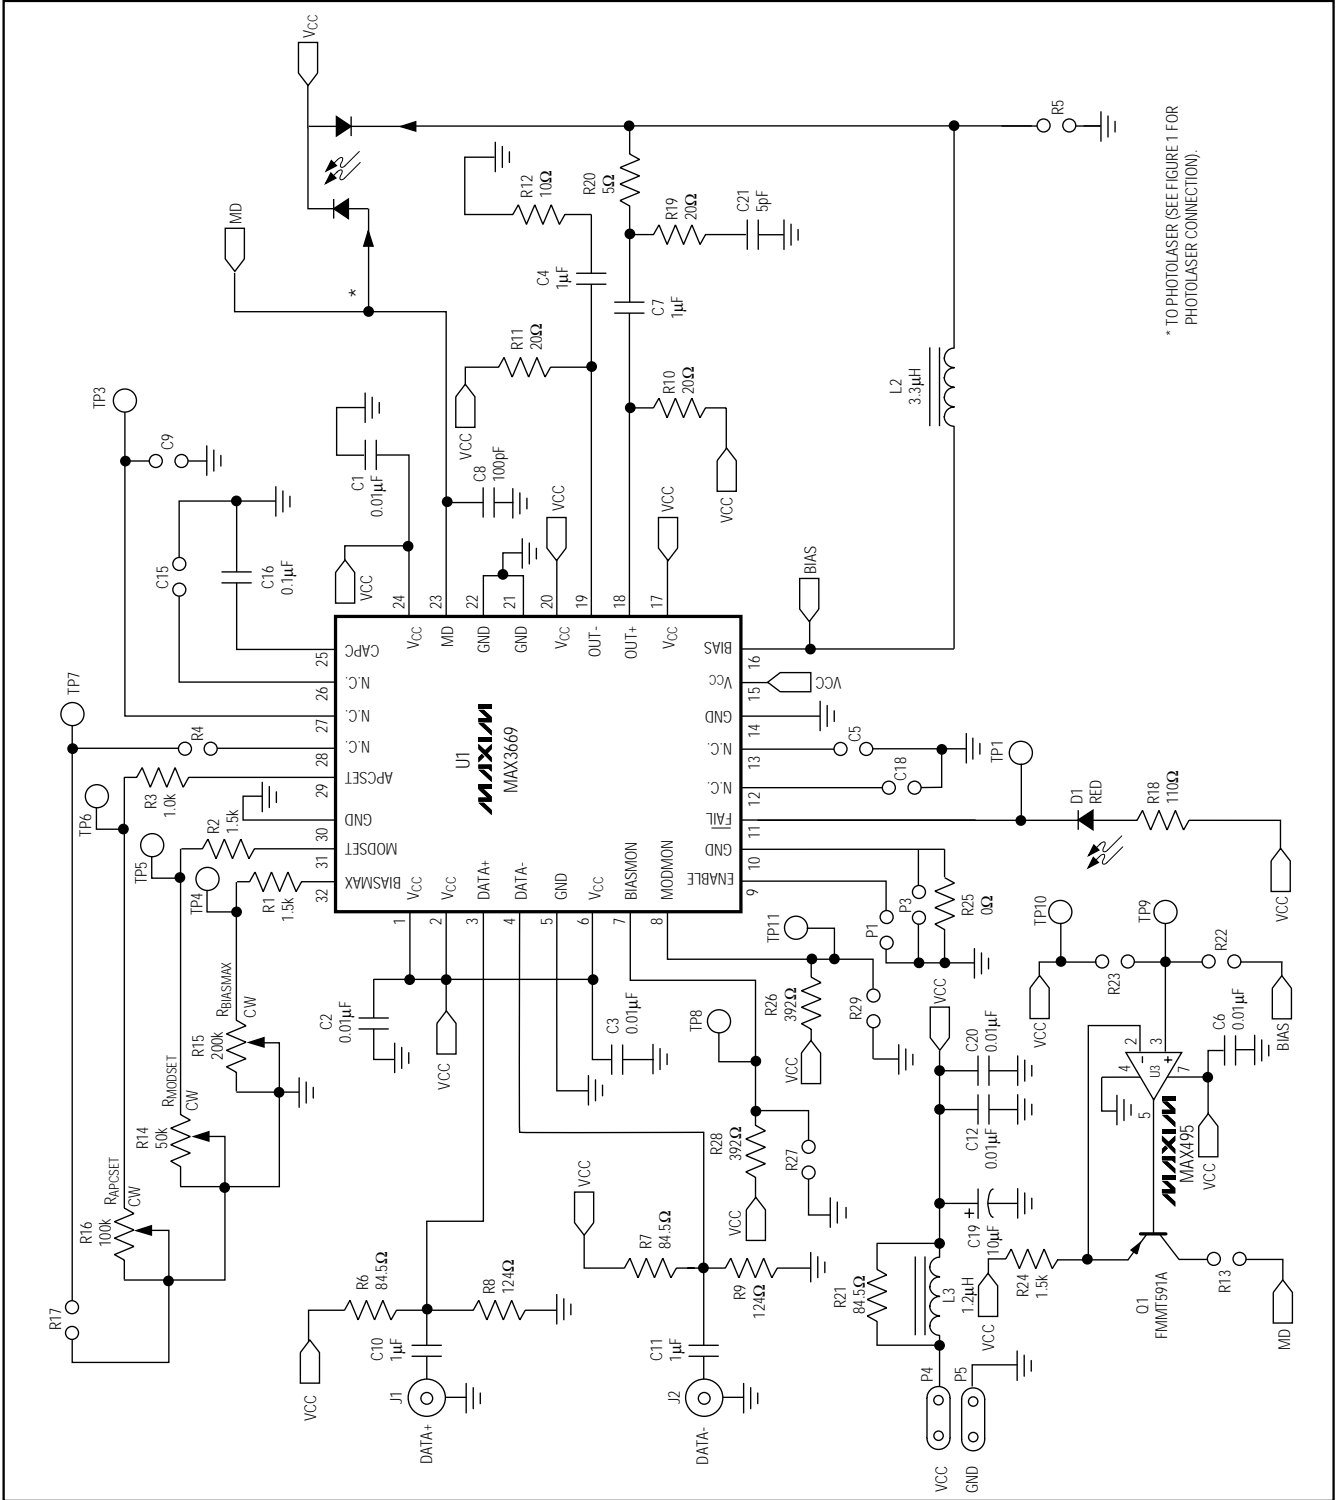 VCC
MD
*
R5
* TO PHOTOLASER (SEE FIGURE 1 FOR
PHOTOLASER CONNECTION).
R12
10Ω
R20
5Ω
R19
20Ω
C21
5pF
C4
1µF
C7
1µF
R11
20Ω
R10
20Ω
VCC
VCC
L2
3.3µH
TP3
C9
C1
0.01µF
C8
100pF
VCC
VCC
VCC
BIAS
C15
C16
0.1µF
TP7
R4
TP6
R3
1.0k
TP5
R2
1.5k
TP4
R1
1.5k
24
23
22
21
20
19
18
17
VCC
MD
GND
GND
VCC
OUT-
OUT+
VCC
25
CAPC
26
N.C.
27
N.C.
28
N.C.
29
APCSET
30
GND
31
MODSET
32
BIASMAX
U1
MAXIM
MAX3669
BIAS
16
VCC
15
VCC
GND
14
N.C.
13
N.C.
12
FAIL
11
GND
10
ENABLE
9
VCC
VCC
DATA+
DATA-
GND
VCC
BIASMON
MODMON
1
2
3
4
5
6
7
8
C5
C18
TP1
D1
RED
R18
110Ω
VCC
P1
P3
R25
0Ω
TP11
R26
392Ω
VCC
R29
TP8
R28
392Ω
VCC
R27
C2
0.01µF
VCC
C3
0.01µF
RBIASMAX
R15
200k
CW
RMODSET
R14
50k
CW
RAPCSET
R16
100k
CW
R17
VCC
R6
84.5Ω
R8
124Ω
C10
1µF
J1
DATA+
VCC
R7
84.5Ω
R9
124Ω
C11
1µF
J2
DATA-
VCC
C20
0.01µF
C12
0.01µF
C19
10µF
+
R21
84.5Ω
L3
1.2µH
P4
P5
VCC
GND
TP10
VCC
R23
TP9
R22
BIAS
C6
0.01µF
VCC
2
3
4
7
5
-
+
U3
MAXIM
MAX495
VCC
R24
1.5k
Q1
FMMT591A
R13
MD